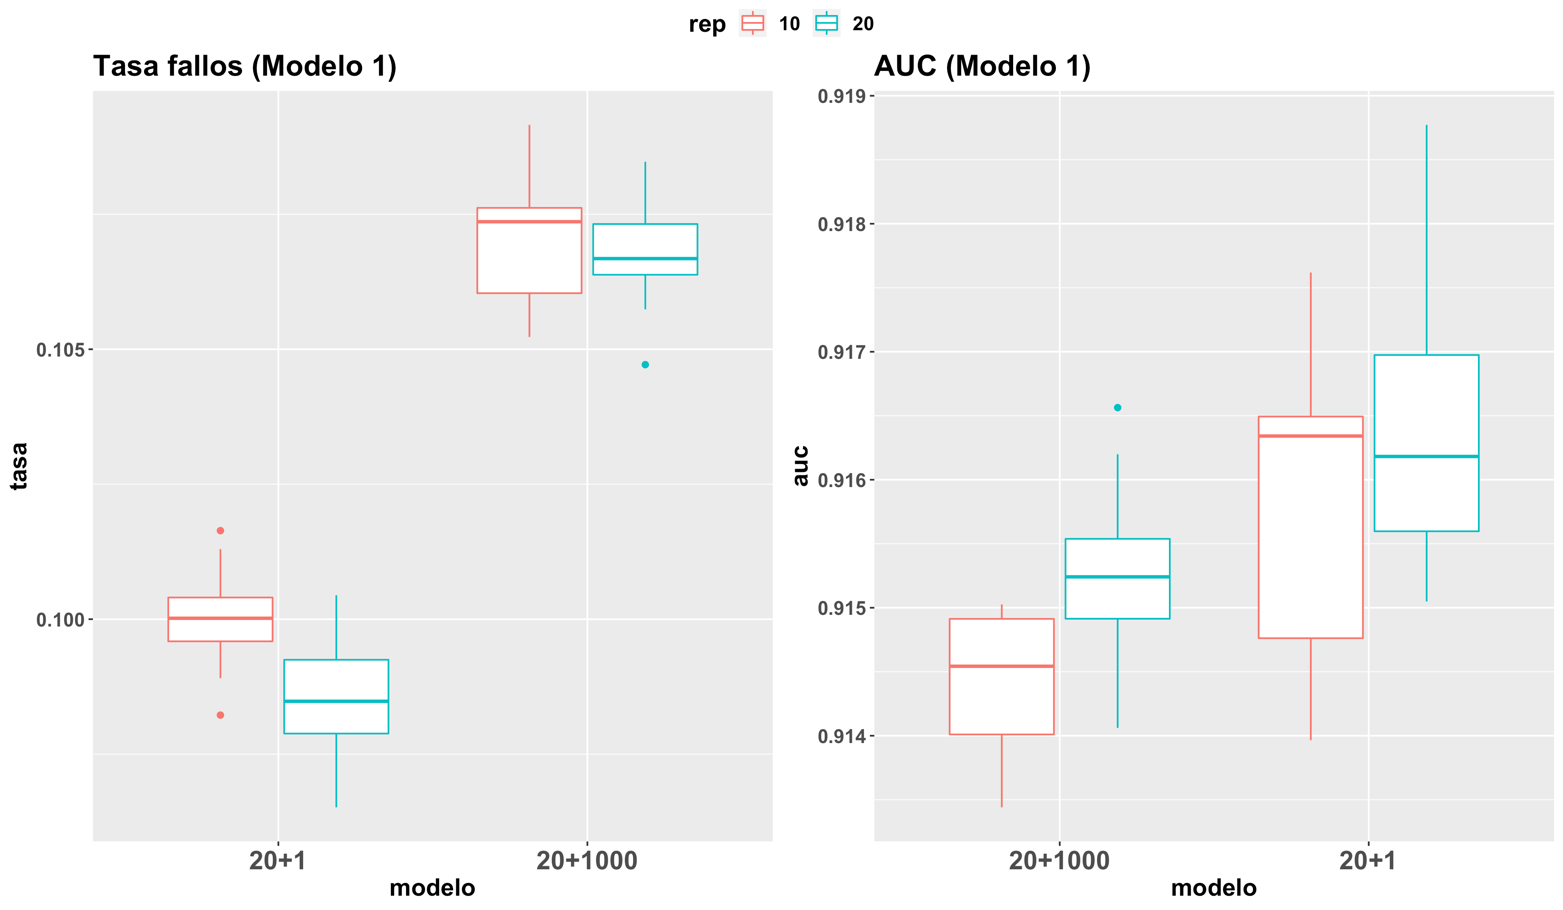 rep 10 20
Tasa fallos (Modelo 1)
tasa
0.105
0.100
20+1 20+1000
modelo
AUC (Modelo 1)
auc
0.919
0.918
0.917
0.916
0.915
0.914
20+1000 20+1
modelo